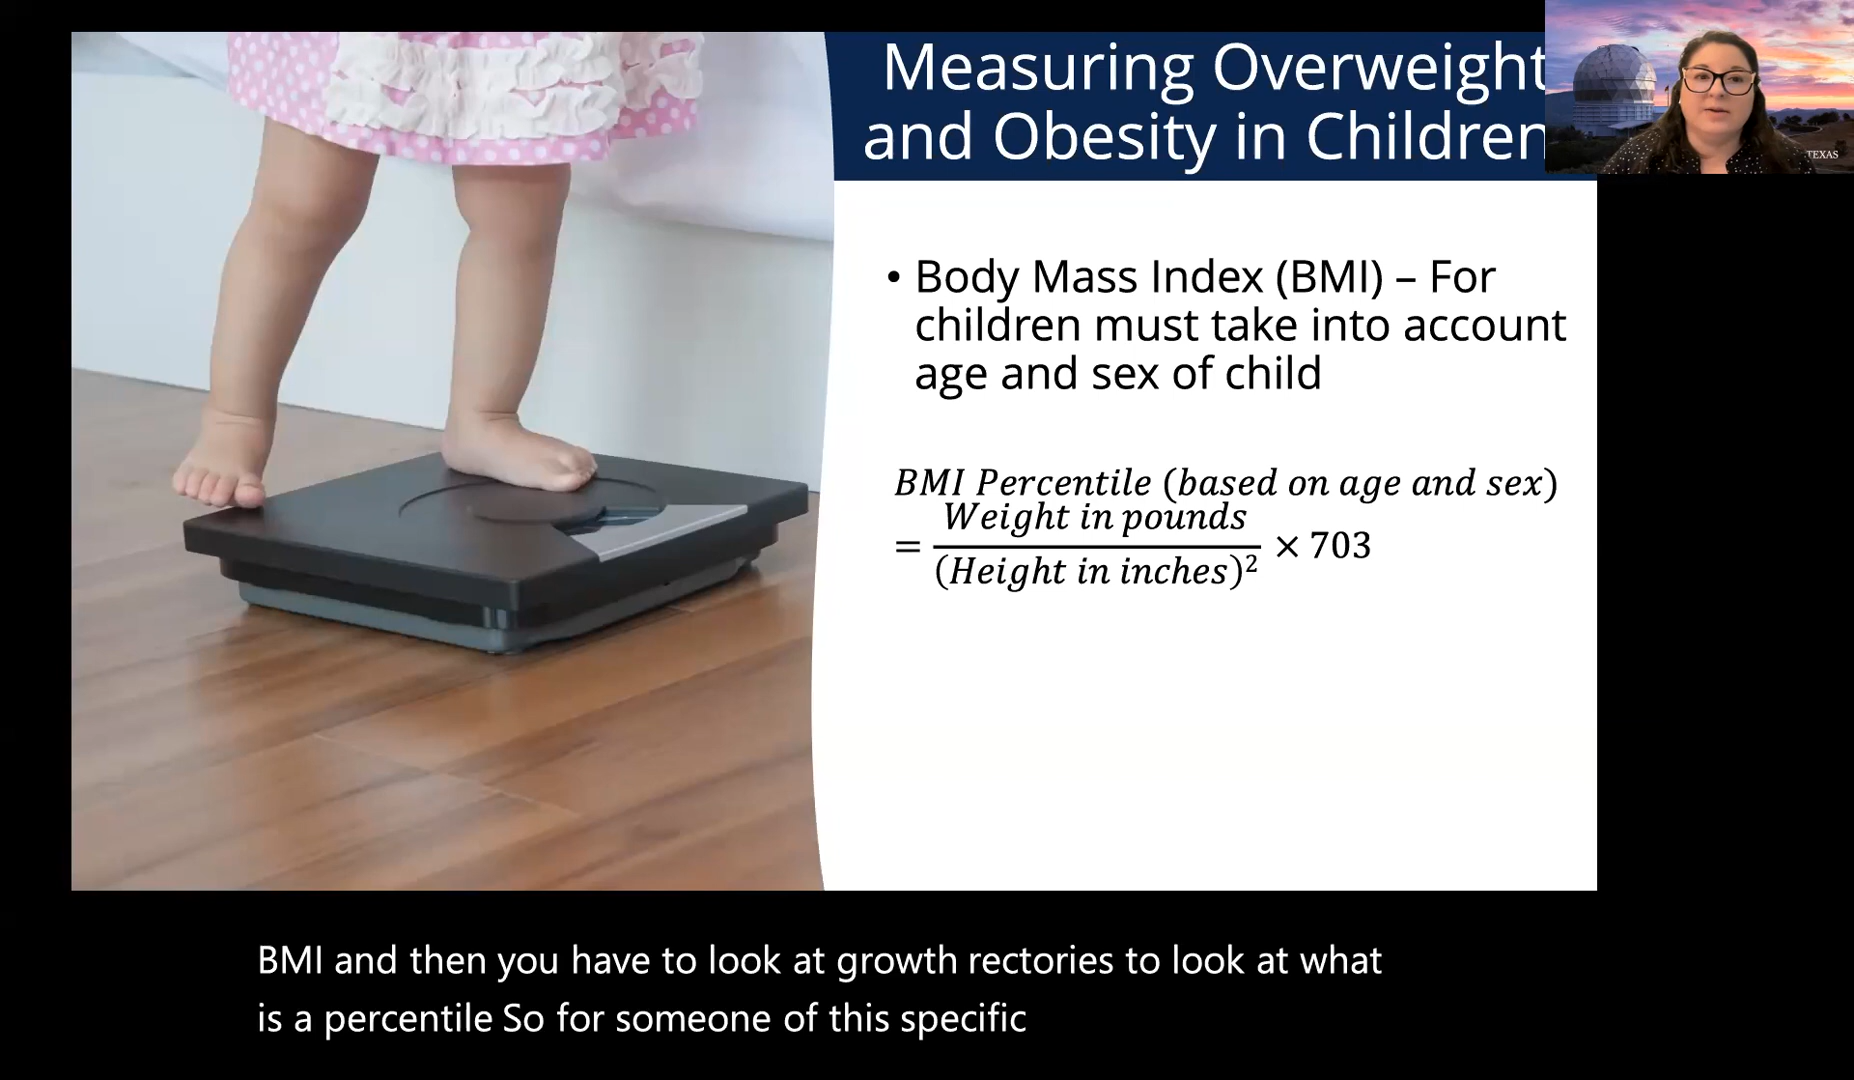 Measuring Overweight
and Obesity in Children
TEXAS
• Body Mass Index (BMI) – For
children must take into account
age and sex of child
BMI Percentile (based on age and sex)
= Weight in pounds / (Height in inches)² × 703
BMI and then you have to look at growth rectories to look at what
is a percentile So for someone of this specific